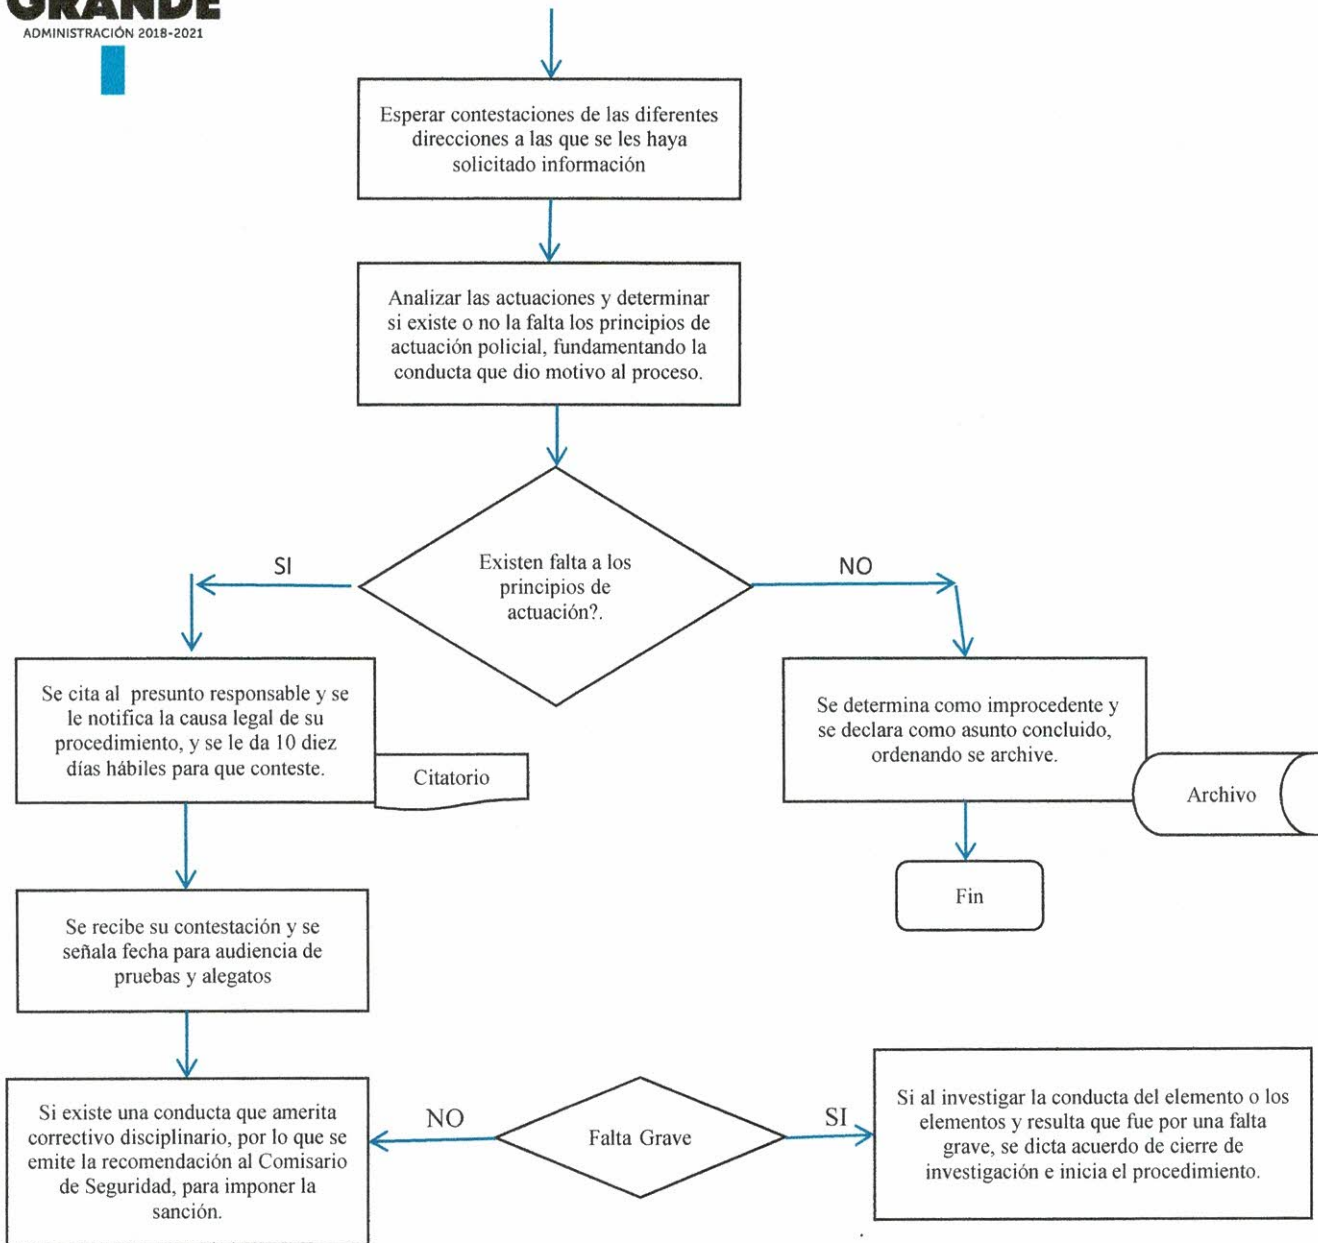 GRANDE
ADMINISTRACIÓN 2018-2021
Esperar contestaciones de las diferentes
direcciones a las que se les haya
solicitado información
Analizar las actuaciones y determinar
si existe o no la falta los principios de
actuación policial, fundamentando la
conducta que dio motivo al proceso.
Existen falta a los
principios de
actuación?.
SI
NO
Se cita al presunto responsable y se
le notifica la causa legal de su
procedimiento, y se le da 10 diez
días hábiles para que conteste.
Citatorio
Se determina como improcedente y
se declara como asunto concluido,
ordenando se archive.
Archivo
Fin
Se recibe su contestación y se
señala fecha para audiencia de
pruebas y alegatos
Si existe una conducta que amerita
correctivo disciplinario, por lo que se
emite la recomendación al Comisario
de Seguridad, para imponer la
sanción.
NO
Falta Grave
SI
Si al investigar la conducta del elemento o los
elementos y resulta que fue por una falta
grave, se dicta acuerdo de cierre de
investigación e inicia el procedimiento.